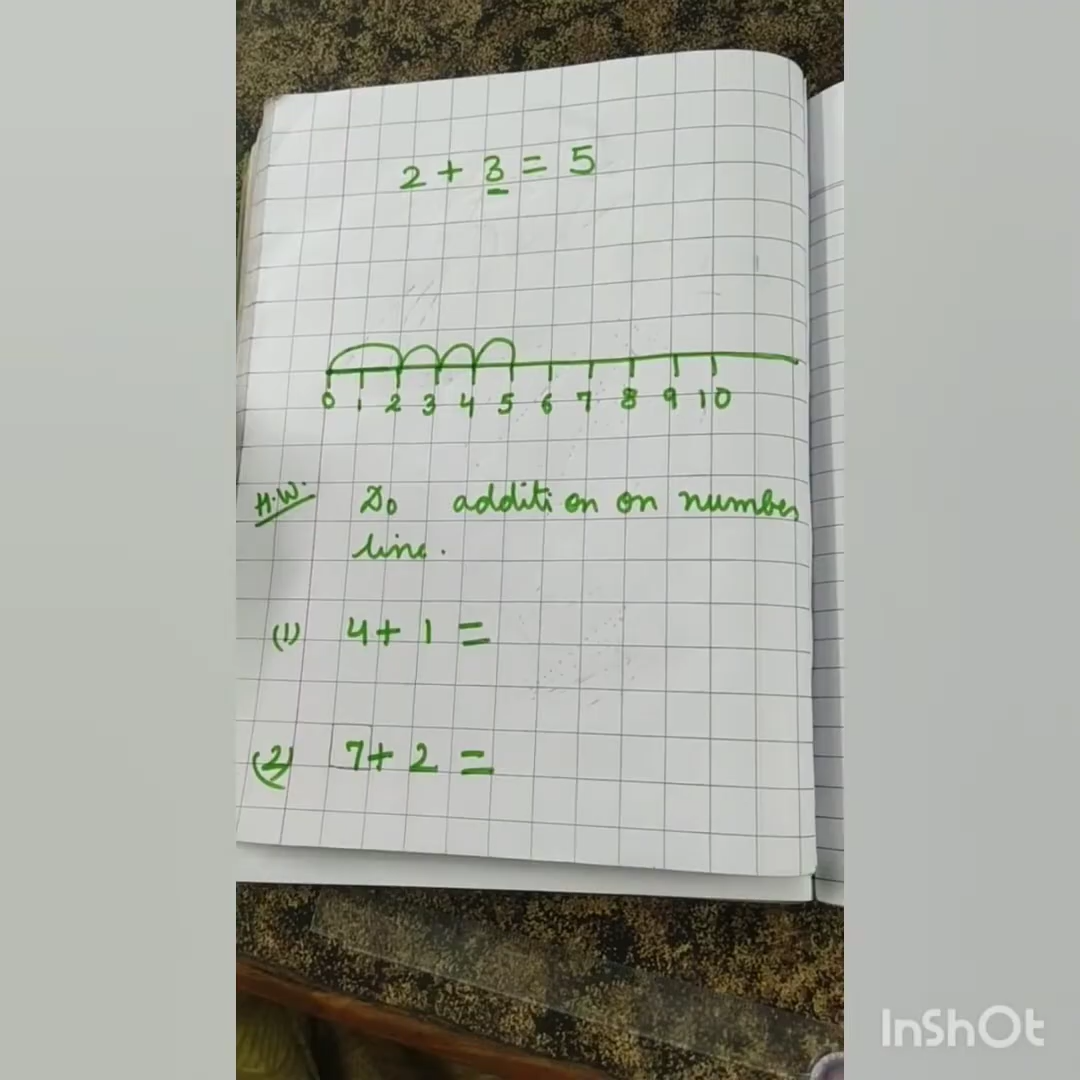 2 + 3 = 5
0 1 2 3 4 5 6 7 8 9 10
H.W. Do addition on number
line.
(1) 4 + 1 =
(2) 7 + 2 =
InShOt